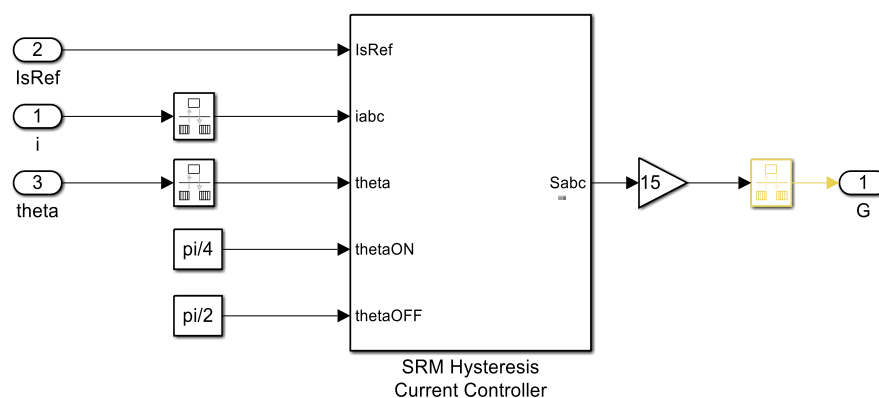 2
IsRef
1
i
3
theta
pi/4
pi/2
IsRef
iabc
theta
thetaON
thetaOFF
Sabc
SRM Hysteresis
Current Controller
15
1
G